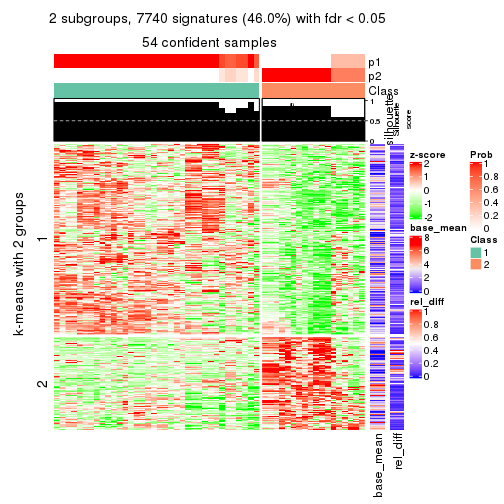 2 subgroups, 7740 signatures (46.0%) with fdr < 0.05
54 confident samples
p1
p2
Class
1
0.5
0
silhouette
Silhouette
score
k-means with 2 groups
1
2
base_mean
rel_diff
z-score
2
1
0
-1
-2
base_mean
8
6
4
2
0
rel_diff
1
0.8
0.6
0.4
0.2
0
Prob
1
0.8
0.6
0.4
0.2
0
Class
1
2